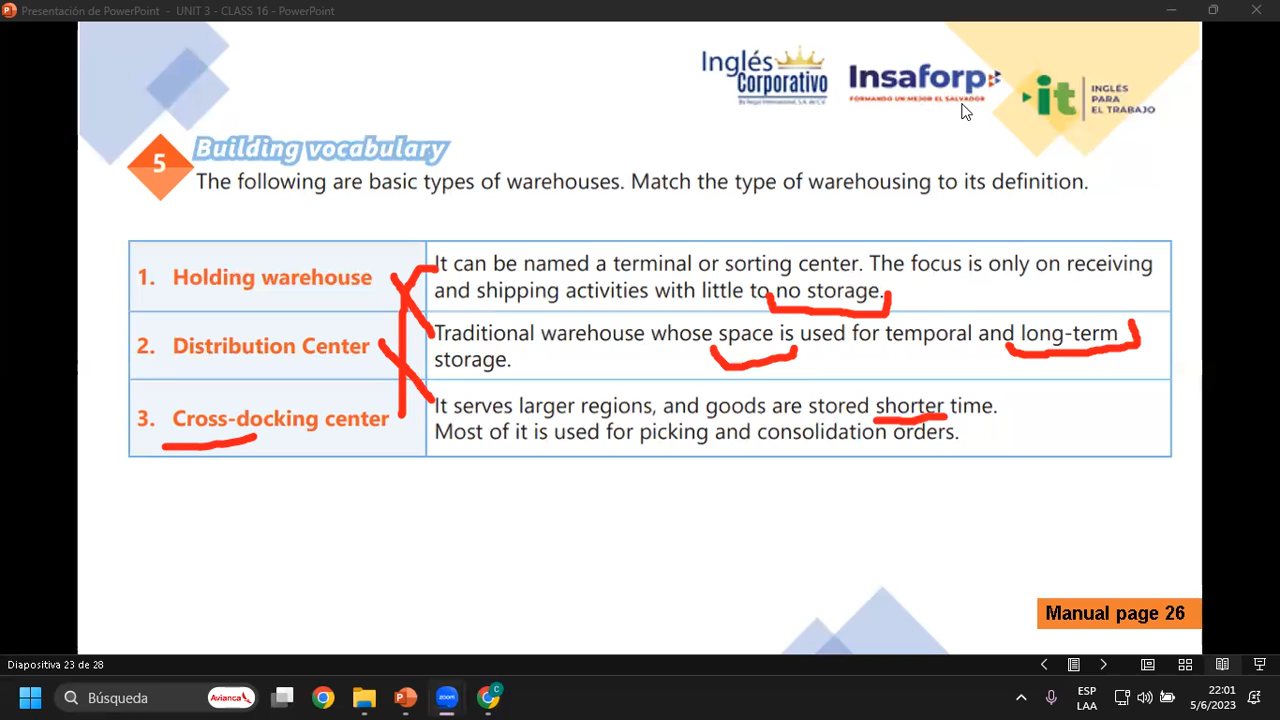 Presentación de PowerPoint - UNIT 3 - CLASS 16 - PowerPoint
Inglés
Corporativo
Insaforp
FORMANDO UN MEJOR EL SALVADOR
it
INGLÉS
PARA
EL TRABAJO
5
Building vocabulary
The following are basic types of warehouses. Match the type of warehousing to its definition.
1. Holding warehouse
It can be named a terminal or sorting center. The focus is only on receiving
and shipping activities with little to no storage.
2. Distribution Center
Traditional warehouse whose space is used for temporal and long-term
storage.
3. Cross-docking center
It serves larger regions, and goods are stored shorter time.
Most of it is used for picking and consolidation orders.
Manual page 26
Diapositiva 23 de 28
Búsqueda
Avianca
zoom
C
ESP
LAA
22:01
5/6/2023